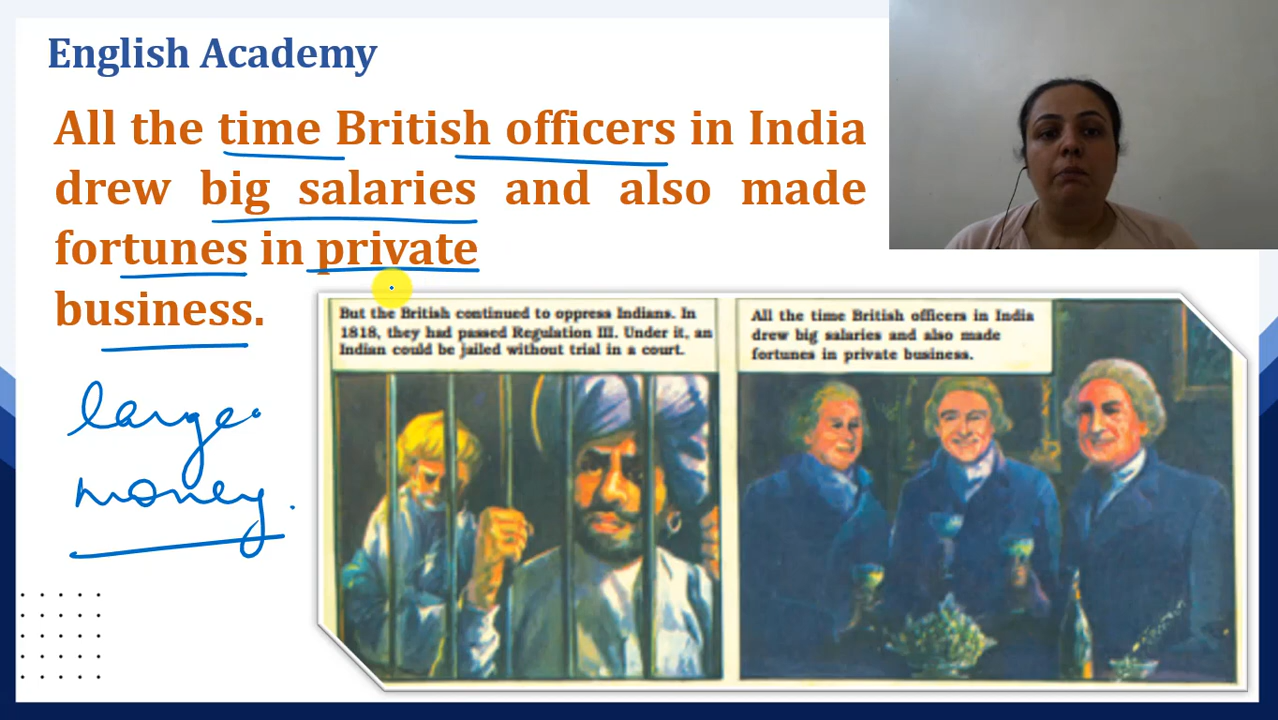 English Academy
All the time British officers in India
drew big salaries and also made
fortunes in private
business.
large
money.
But the British continued to oppress Indians. In
1818, they had passed Regulation III. Under it, an
Indian could be jailed without trial in a court.
All the time British officers in India
drew big salaries and also made
fortunes in private business.